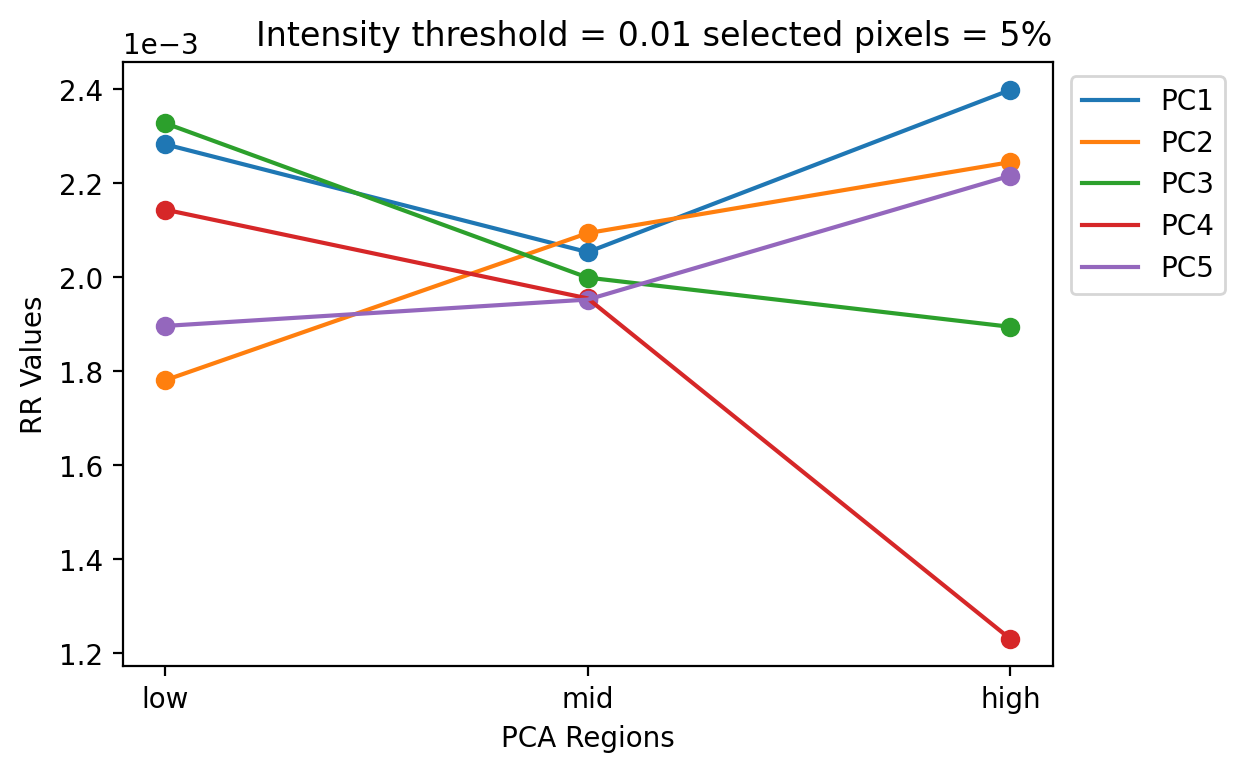 Intensity threshold = 0.01 selected pixels = 5%
1e−3
2.4
2.2
2.0
1.8
1.6
1.4
1.2
RR Values
low
mid
high
PCA Regions
PC1
PC2
PC3
PC4
PC5